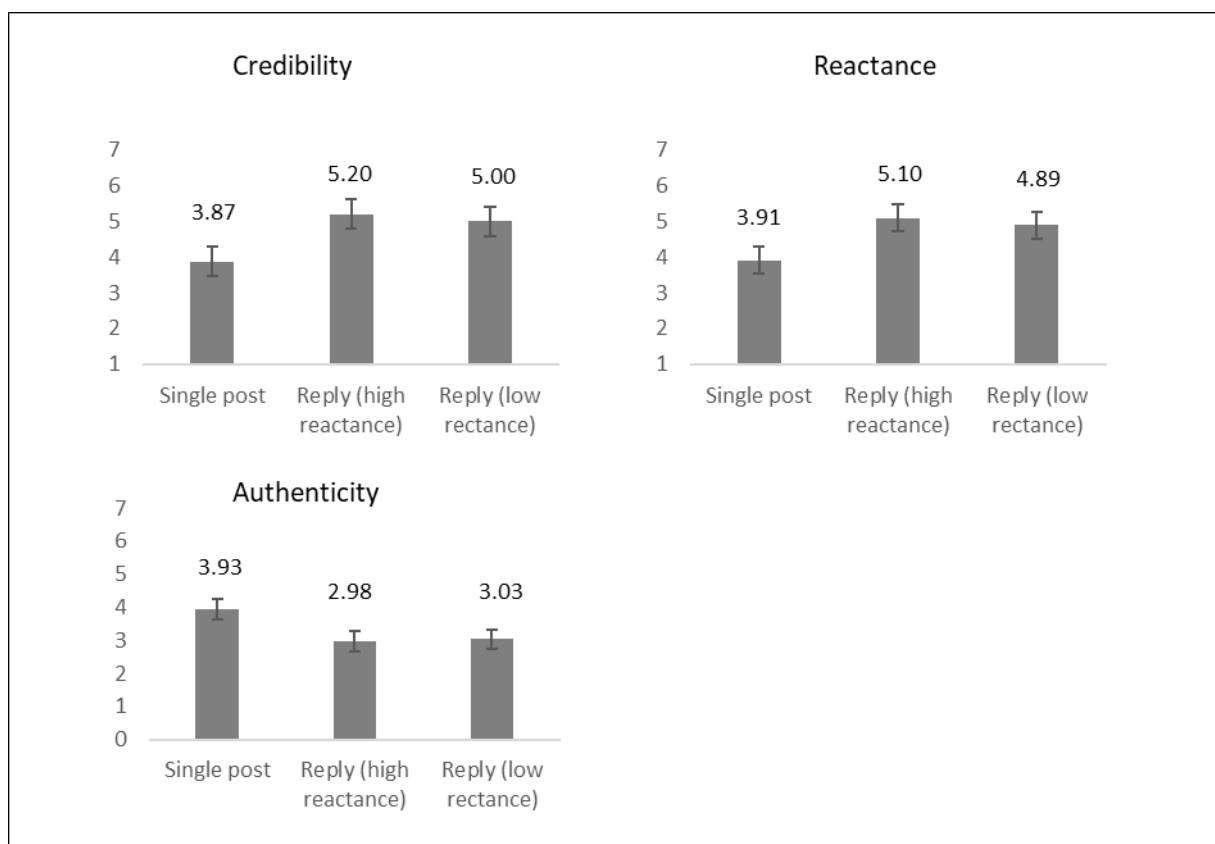 Credibility
7
6
5
4
3
2
1
3.87
5.20
5.00
Single post
Reply (high
reactance)
Reply (low
rectance)
Reactance
7
6
5
4
3
2
1
3.91
5.10
4.89
Single post
Reply (high
reactance)
Reply (low
rectance)
Authenticity
7
6
5
4
3
2
1
0
3.93
2.98
3.03
Single post
Reply (high
reactance)
Reply (low
rectance)